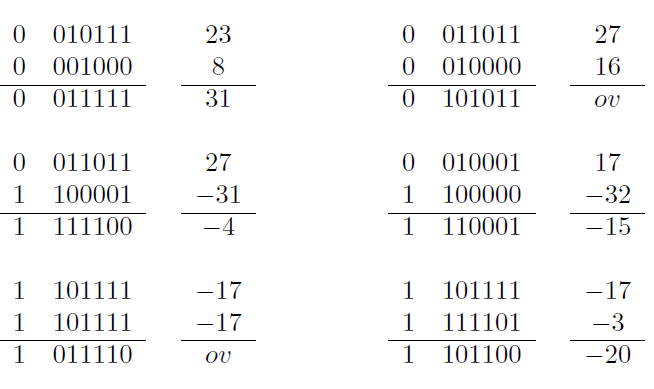 0 010111 23 0 011011 27
0 001000 8 0 010000 16
0 011111 31 0 101011 ov
0 011011 27 0 010001 17
1 100001 −31 1 100000 −32
1 111100 −4 1 110001 −15
1 101111 −17 1 101111 −17
1 101111 −17 1 111101 −3
1 011110 ov 1 101100 −20